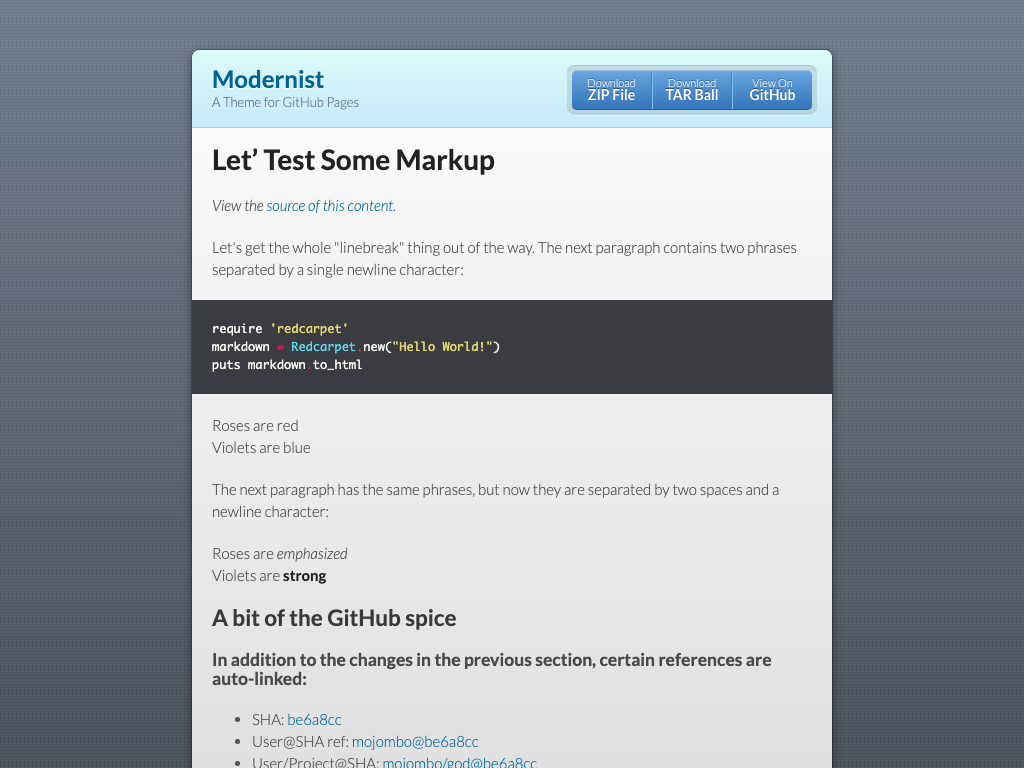 Modernist
A Theme for GitHub Pages
Download
ZIP File
Download
TAR Ball
View On
GitHub
Let’ Test Some Markup
View the source of this content.
Let's get the whole "linebreak" thing out of the way. The next paragraph contains two phrases
separated by a single newline character:
require 'redcarpet'
markdown = Redcarpet.new("Hello World!")
puts markdown.to_html
Roses are red
Violets are blue
The next paragraph has the same phrases, but now they are separated by two spaces and a
newline character:
Roses are emphasized
Violets are strong
A bit of the GitHub spice
In addition to the changes in the previous section, certain references are
auto-linked:
• SHA: be6a8cc
• User@SHA ref: mojombo@be6a8cc
• User/Project@SHA: mojombo/god@be6a8cc